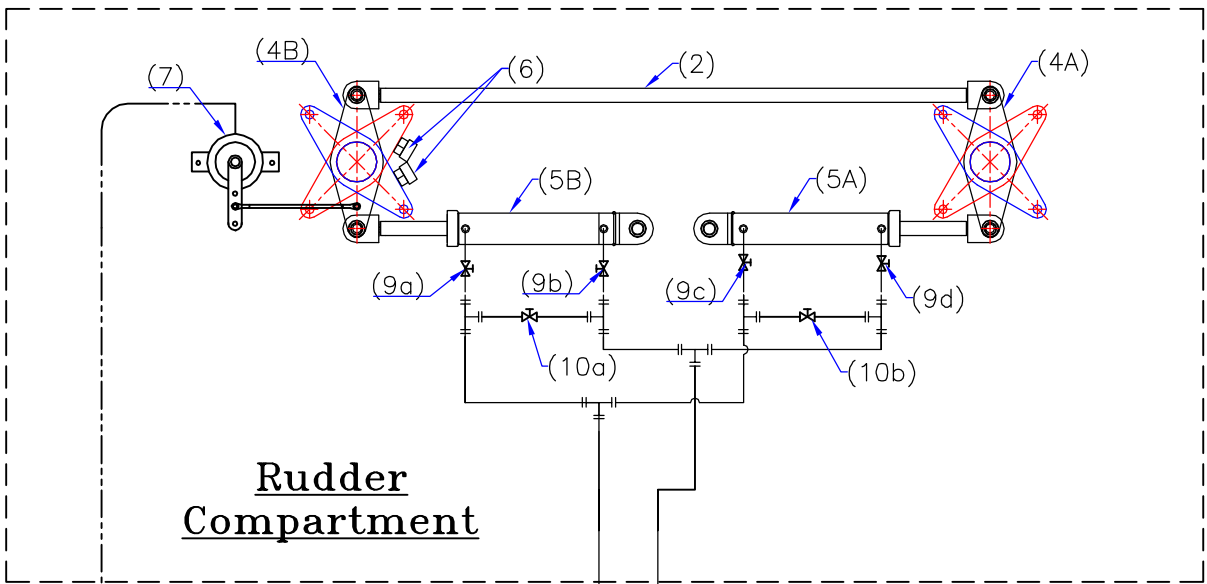 (4B)
(6)
(2)
(4A)
(7)
(5B)
(5A)
(9a)
(9b)
(9c)
(9d)
(10a)
(10b)
Rudder
Compartment